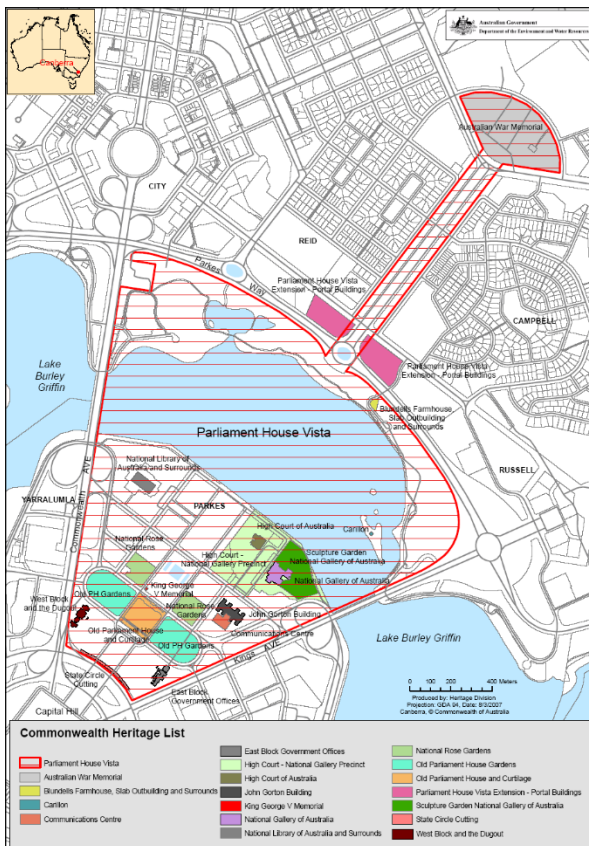 Canberra
Australian Government
Department of the Environment and Water Resources
Australian War Memorial
CITY
REID
Parkes
Way
Parliament House Vista
Extension - Portal Buildings
CAMPBELL
Lake
Burley
Griffin
Parliament House Vista
Extension - Portal Buildings
Blundells Farmhouse,
Slab Outbuilding
and Surrounds
Parliament House Vista
RUSSELL
National Library of
Australia and Surrounds
YARRALUMLA
Commonwealth
AVE
PARKES
High Court of Australia
Carillon
National Rose
Gardens
High Court -
National Gallery Precinct
Sculpture Garden
National Gallery of Australia
National Gallery of Australia
Old PH Gardens
King George
V Memorial
West Block
and the Dugout
National Rose
Gardens
John Gorton Building
Old Parliament House
and Curtilage
Communications Centre
Old PH Gardens
Kings
AVE
Lake Burley Griffin
State Circle
Cutting
East Block
Government Offices
Capital Hill
100 0 100 200 400 Meters
Produced by: Heritage Division
Projection: GDA 94, Date: 8/3/2007
Canberra, © Commonwealth of Australia
Commonwealth Heritage List
Parliament House Vista
Australian War Memorial
Blundells Farmhouse, Slab Outbuilding and Surrounds
Carillon
Communications Centre
East Block Government Offices
High Court - National Gallery Precinct
High Court of Australia
John Gorton Building
King George V Memorial
National Gallery of Australia
National Library of Australia and Surrounds
National Rose Gardens
Old Parliament House Gardens
Old Parliament House and Curtilage
Parliament House Vista Extension - Portal Buildings
Sculpture Garden National Gallery of Australia
State Circle Cutting
West Block and the Dugout